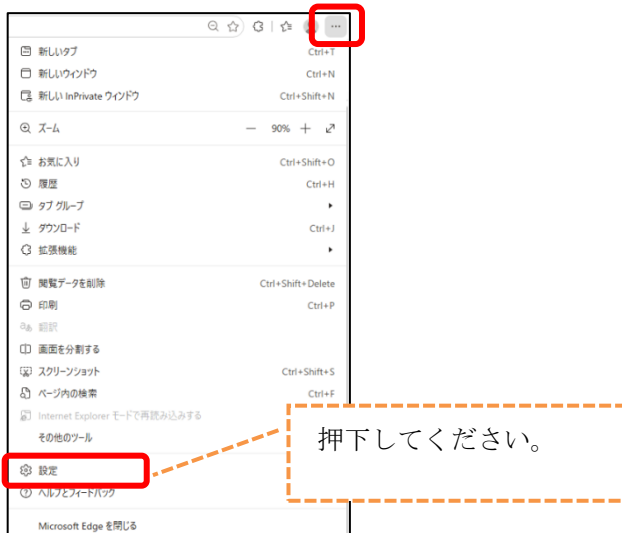 新しいタブ Ctrl+T
新しいウィンドウ Ctrl+N
新しい InPrivate ウィンドウ Ctrl+Shift+N
ズーム 90%
お気に入り Ctrl+Shift+O
履歴 Ctrl+H
タブ グループ
ダウンロード Ctrl+J
拡張機能
閲覧データを削除 Ctrl+Shift+Delete
印刷 Ctrl+P
翻訳
画面を分割する
スクリーンショット Ctrl+Shift+S
ページ内の検索 Ctrl+F
Internet Explorer モードで再読み込みする
その他のツール
押下してください。
設定
ヘルプとフィードバック
Microsoft Edge を閉じる